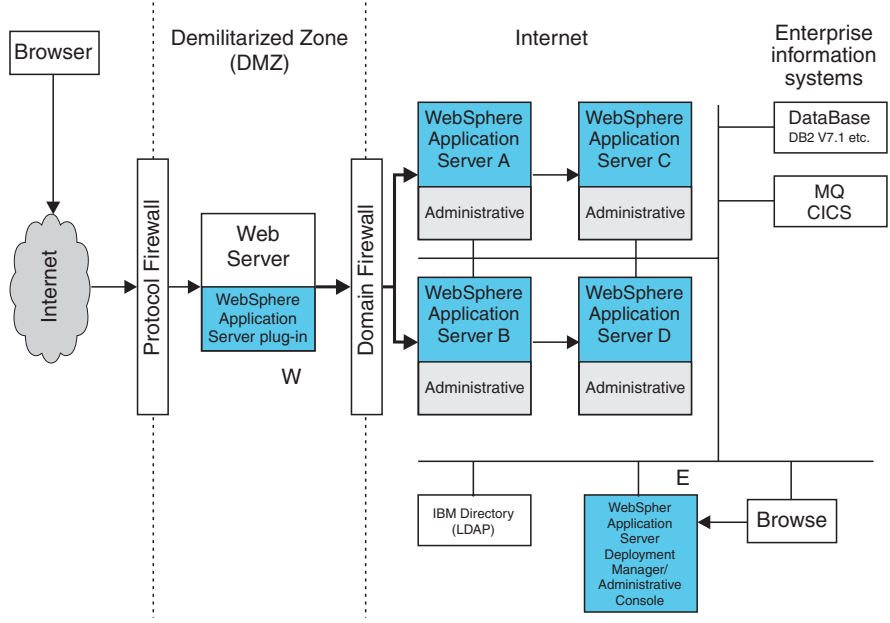 Browser
Demilitarized Zone
(DMZ)
Internet
Enterprise
information
systems
Internet
Protocol Firewall
Web
Server
WebSphere
Application
Server plug-in
W
Domain Firewall
WebSphere
Application
Server A
Administrative
WebSphere
Application
Server C
Administrative
WebSphere
Application
Server B
Administrative
WebSphere
Application
Server D
Administrative
DataBase
DB2 V7.1 etc.
MQ
CICS
IBM Directory
(LDAP)
E
WebSpher
Application
Server
Deployment
Manager/
Administrative
Console
Browse